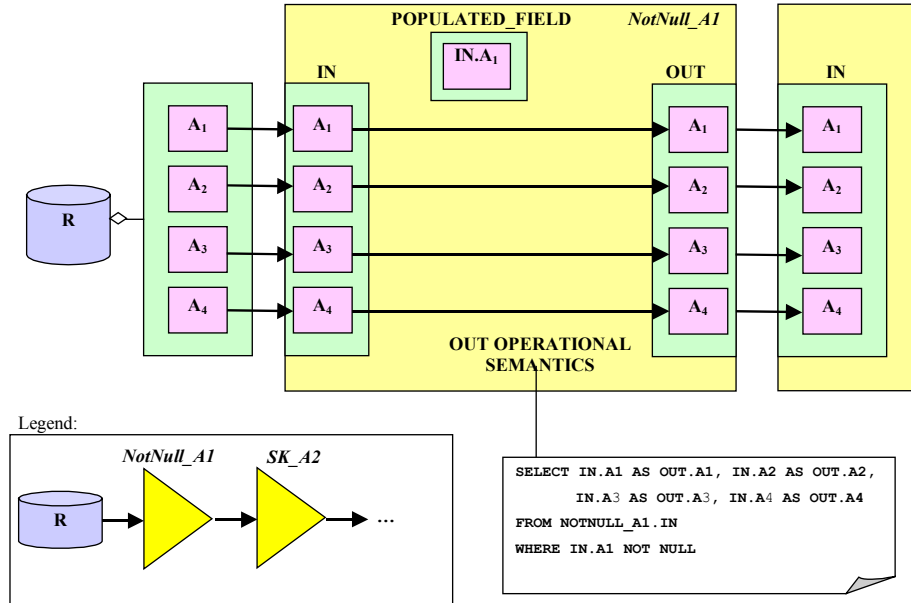 POPULATED_FIELD
NotNull_A1
IN.A₁
IN
OUT
IN
A₁ A₁ A₁ A₁
A₂ A₂ A₂ A₂
R
A₃ A₃ A₃ A₃
A₄ A₄ A₄ A₄
OUT OPERATIONAL
SEMANTICS
Legend:
NotNull_A1
SK_A2
R
...
SELECT IN.A1 AS OUT.A1, IN.A2 AS OUT.A2,
IN.A3 AS OUT.A3, IN.A4 AS OUT.A4
FROM NOTNULL_A1.IN
WHERE IN.A1 NOT NULL